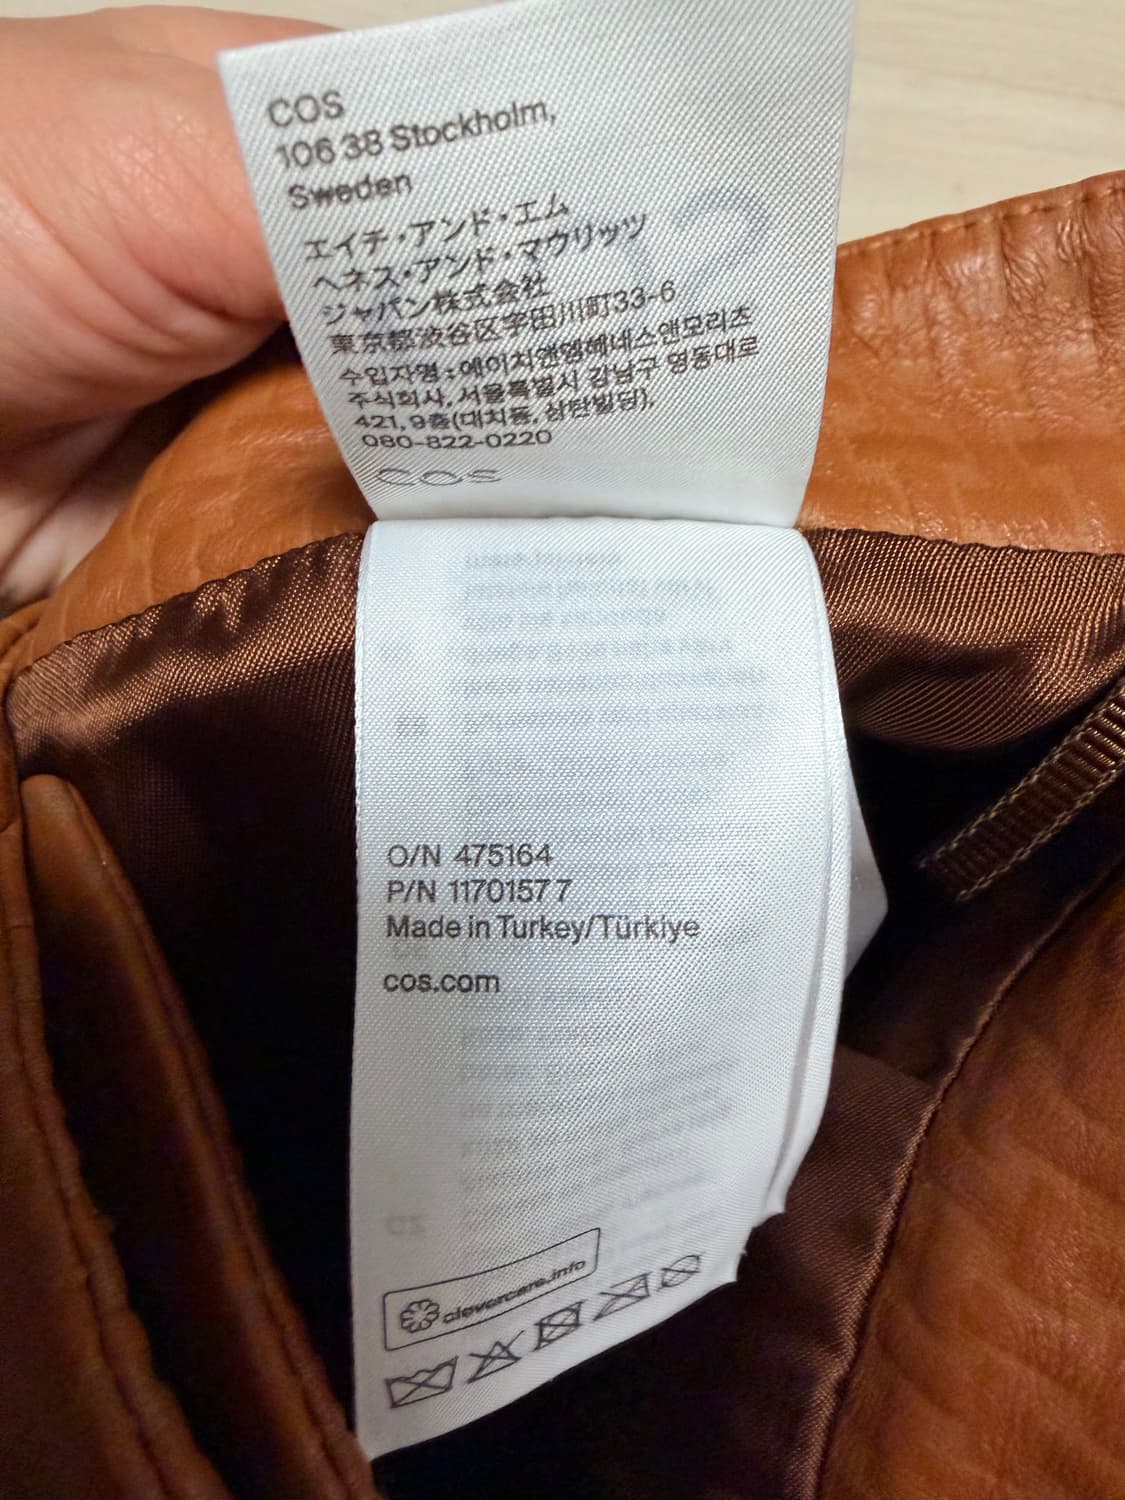 COS
106 38 Stockholm,
Sweden
エイチ・アンド・エム
ヘネス・アンド・マウリッツ
ジャパン株式会社
東京都渋谷区宇田川町33-6
수입자명 : 에이치앤엠헤네스앤모리츠
주식회사, 서울특별시 강남구 영동대로
421, 9층(대치동, 삼탄빌딩),
080-822-0220
COS
O/N 475164
P/N 1170157 7
Made in Turkey/Türkiye
cos.com
clevercare.info